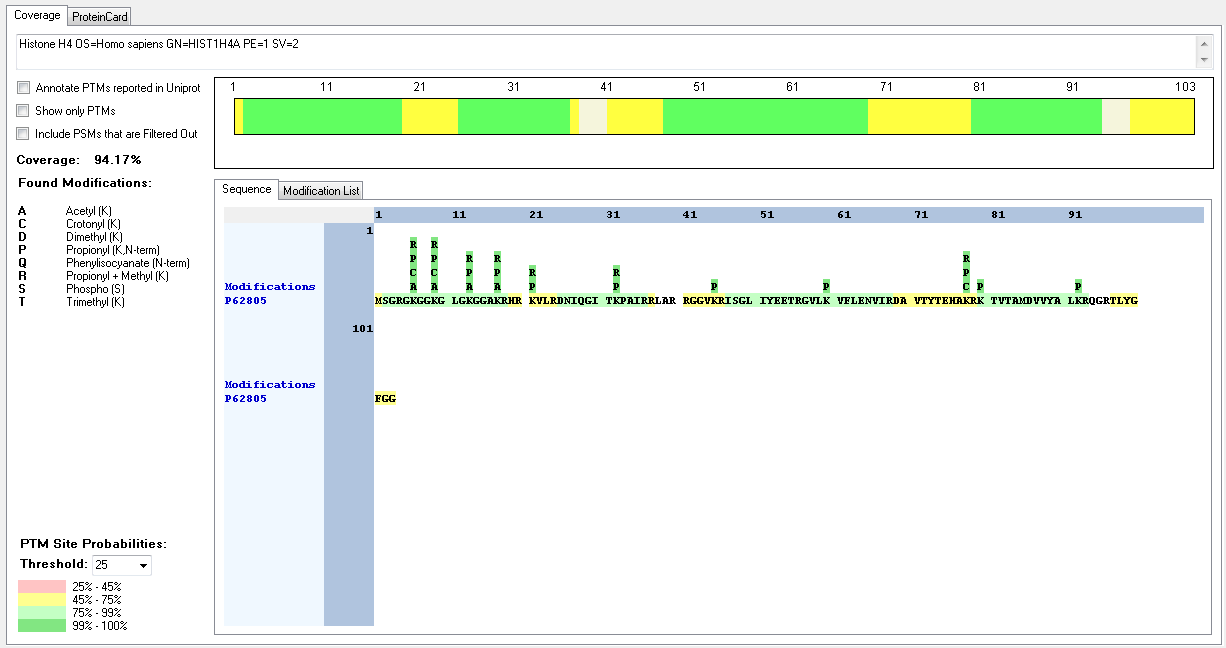 Coverage ProteinCard
Histone H4 OS=Homo sapiens GN=HIST1H4A PE=1 SV=2
Annotate PTMs reported in Uniprot
Show only PTMs
Include PSMs that are Filtered Out
Coverage: 94.17%
Found Modifications:
A Acetyl (K)
C Crotonyl (K)
D Dimethyl (K)
P Propionyl (K,N-term)
Q Phenylisocyanate (N-term)
R Propionyl + Methyl (K)
S Phospho (S)
T Trimethyl (K)
PTM Site Probabilities:
Threshold: 25
25% - 45%
45% - 75%
75% - 99%
99% - 100%
1 11 21 31 41 51 61 71 81 91 103
Sequence Modification List
1 11 21 31 41 51 61 71 81 91
1
R R
P P R R R
C C P P R R P
Modifications A A A A P P P P C P P
P62805 MSGRGKGGKG LGKGGAKRHR KVLRDNIQGI TKPAIRRLAR RGGVKRISGL IYEETRGVLK VFLENVIRDA VTYTEHAKRK TVTAMDVVYA LKRQGRTLYG
101
Modifications
P62805 FGG